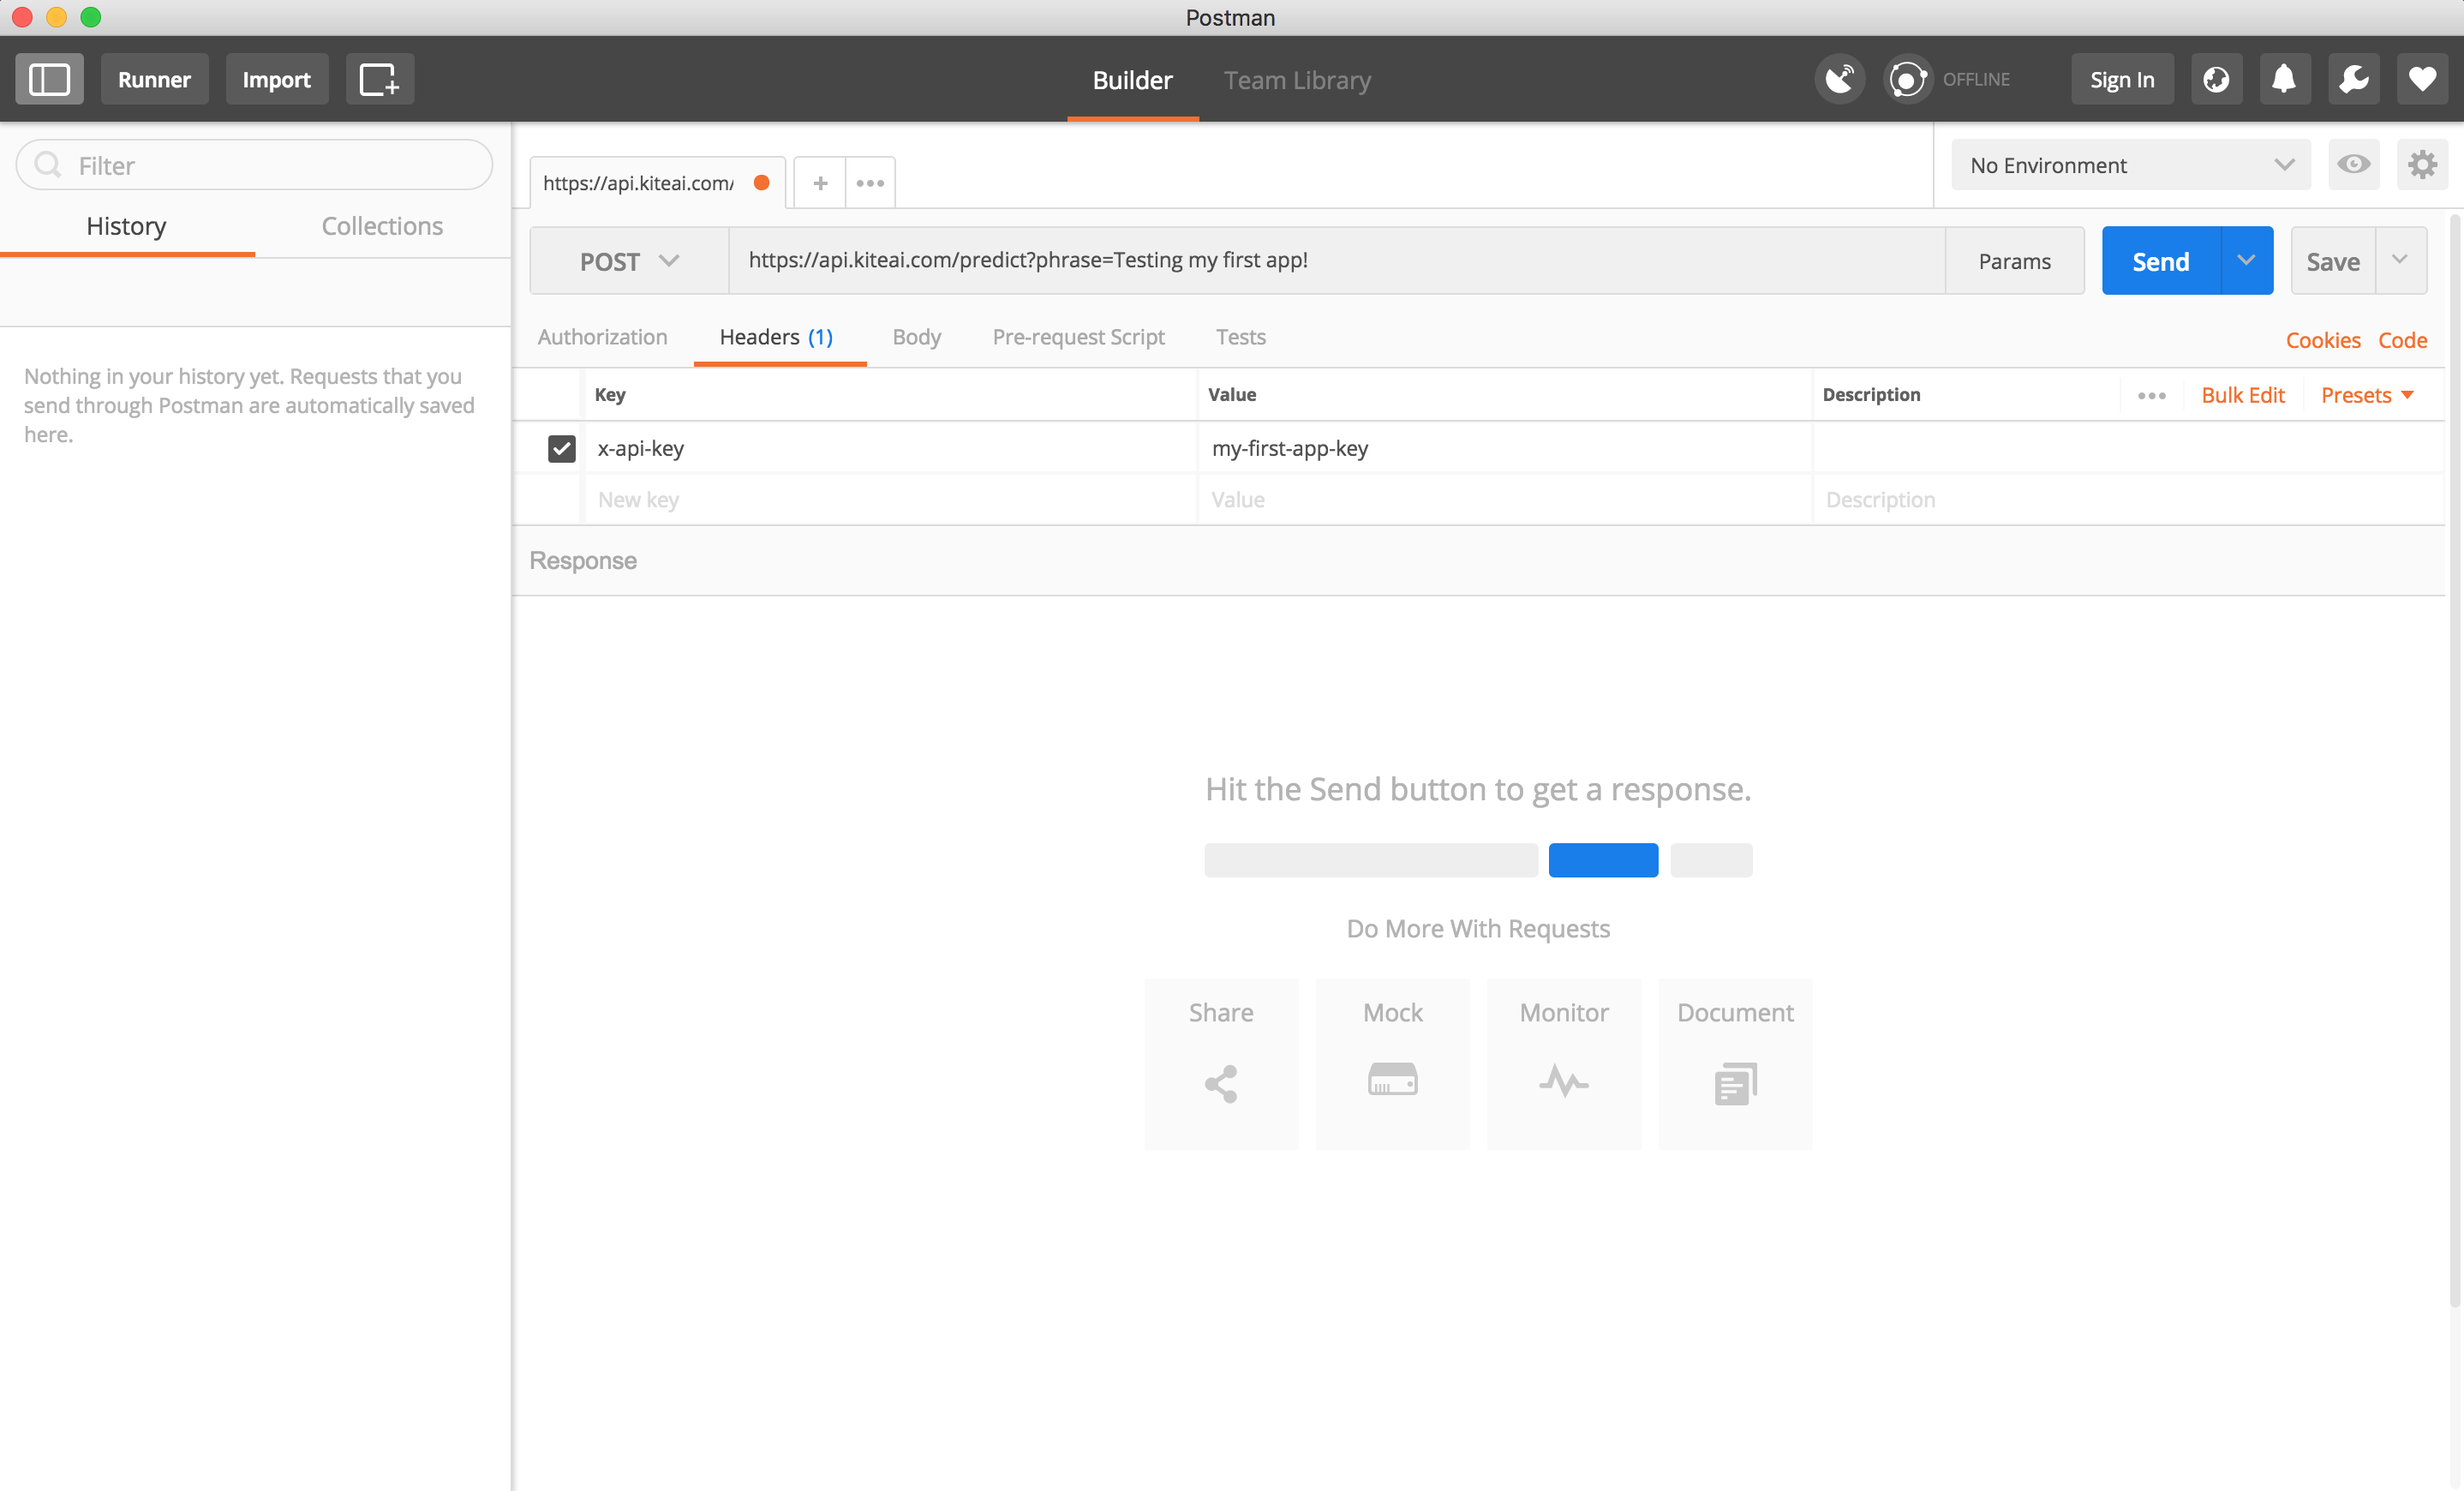 Postman
Runner
Import
Builder
Team Library
OFFLINE
Sign In
Filter
History
Collections
Nothing in your history yet. Requests that you
send through Postman are automatically saved
here.
https://api.kiteai.com/
+
•••
No Environment
POST
https://api.kiteai.com/predict?phrase=Testing my first app!
Params
Send
Save
Authorization
Headers (1)
Body
Pre-request Script
Tests
Cookies
Code
Key
Value
Description
•••
Bulk Edit
Presets
x-api-key
my-first-app-key
New key
Value
Description
Response
Hit the Send button to get a response.
Do More With Requests
Share
Mock
Monitor
Document